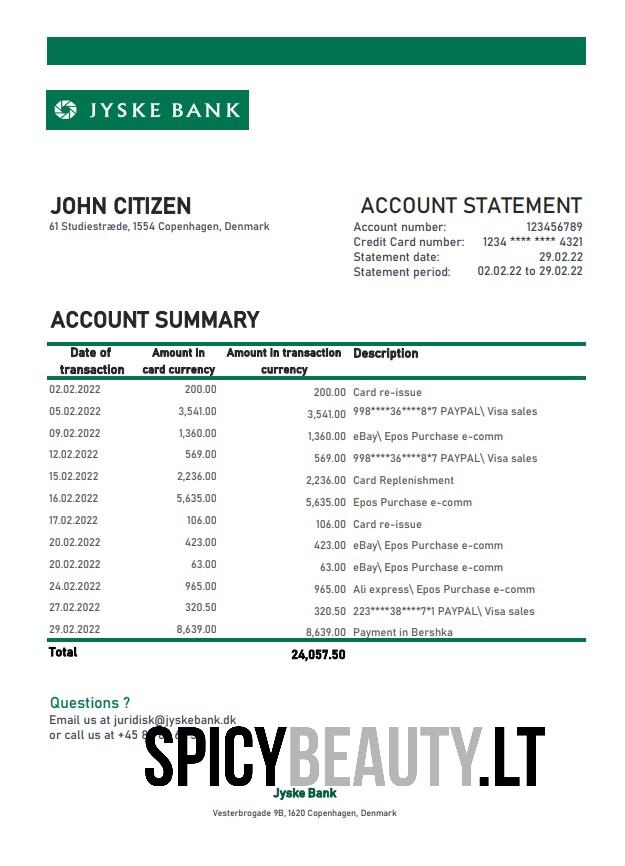 JYSKE BANK
JOHN CITIZEN
61 Studiestræde, 1554 Copenhagen, Denmark
ACCOUNT STATEMENT
Account number: 123456789
Credit Card number: 1234 **** **** 4321
Statement date: 29.02.22
Statement period: 02.02.22 to 29.02.22
ACCOUNT SUMMARY
Date of transaction Amount in card currency Amount in transaction currency Description
02.02.2022 200.00 200.00 Card re-issue
05.02.2022 3,541.00 3,541.00 998****36****8*7 PAYPAL\ Visa sales
09.02.2022 1,360.00 1,360.00 eBay\ Epos Purchase e-comm
12.02.2022 569.00 569.00 998****36****8*7 PAYPAL\ Visa sales
15.02.2022 2,236.00 2,236.00 Card Replenishment
16.02.2022 5,635.00 5,635.00 Epos Purchase e-comm
17.02.2022 106.00 106.00 Card re-issue
20.02.2022 423.00 423.00 eBay\ Epos Purchase e-comm
20.02.2022 63.00 63.00 eBay\ Epos Purchase e-comm
24.02.2022 965.00 965.00 Ali express\ Epos Purchase e-comm
27.02.2022 320.50 320.50 223****38****7*1 PAYPAL\ Visa sales
29.02.2022 8,639.00 8,639.00 Payment in Bershka
Total 24,057.50
Questions ?
Email us at juridisk@jyskebank.dk
or call us at +45
SPICYBEAUTY.LT
Jyske Bank
Vesterbrogade 9B, 1620 Copenhagen, Denmark